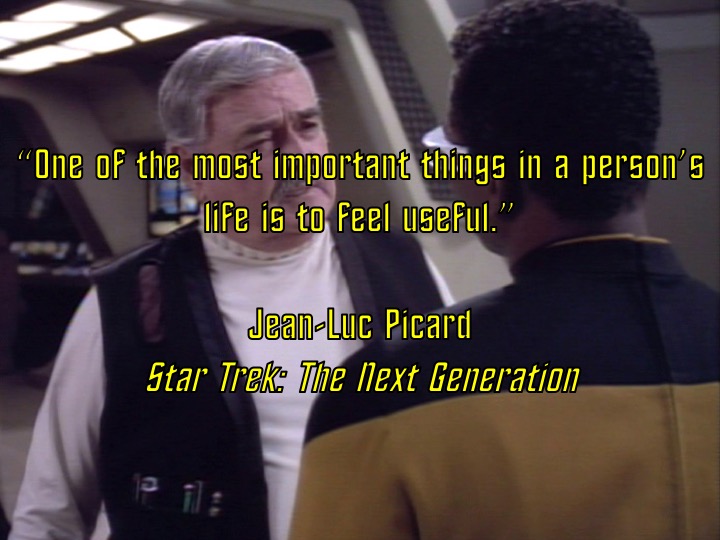 “One of the most important things in a person’s
life is to feel useful.”
Jean-Luc Picard
Star Trek: The Next Generation